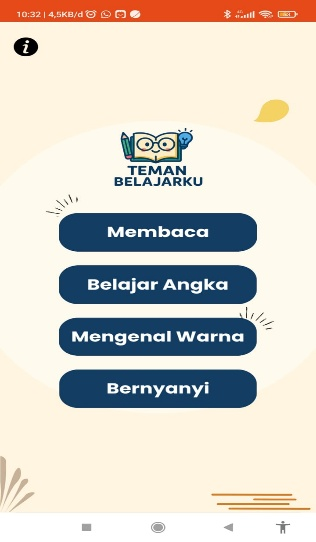 10:32 | 4,5KB/d
i
TEMAN
BELAJARKU
Membaca
Belajar Angka
Mengenal Warna
Bernyanyi